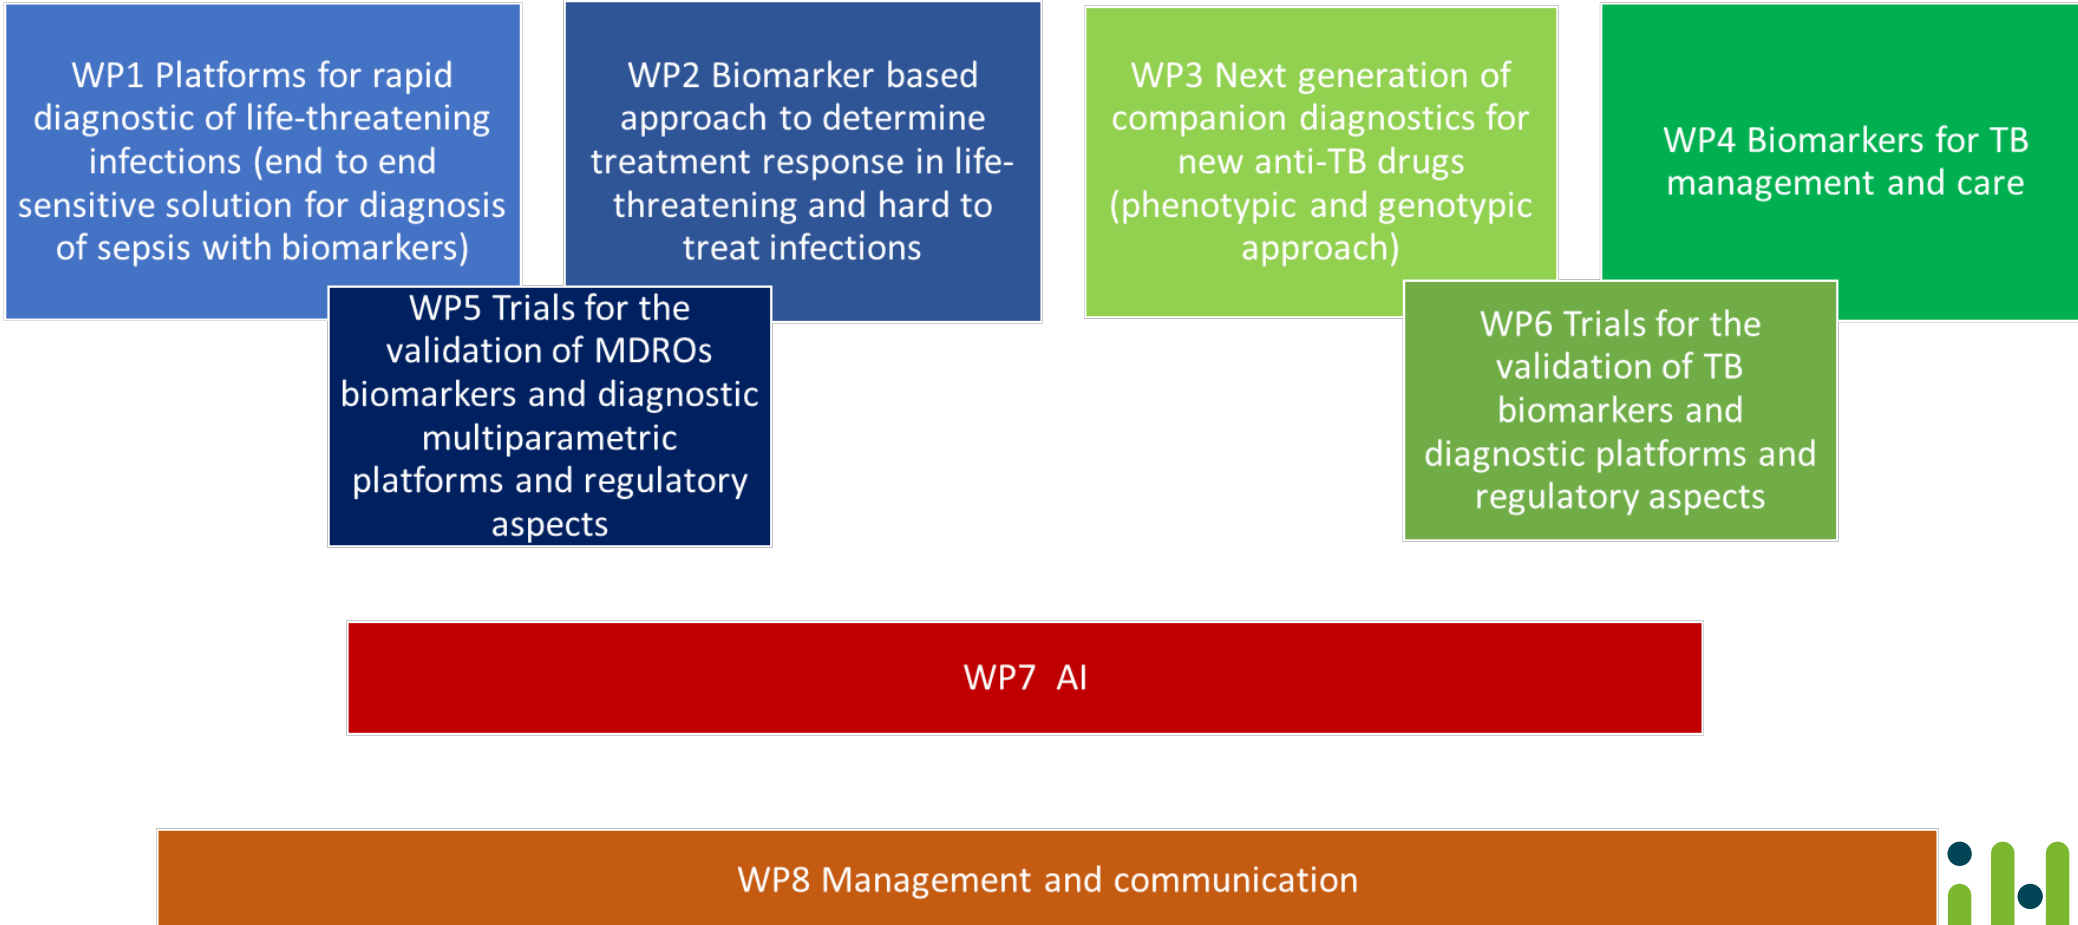 WP1 Platforms for rapid
diagnostic of life-threatening
infections (end to end
sensitive solution for diagnosis
of sepsis with biomarkers)
WP2 Biomarker based
approach to determine
treatment response in life-
threatening and hard to
treat infections
WP3 Next generation of
companion diagnostics for
new anti-TB drugs
(phenotypic and genotypic
approach)
WP4 Biomarkers for TB
management and care
WP5 Trials for the
validation of MDROs
biomarkers and diagnostic
multiparametric
platforms and regulatory
aspects
WP6 Trials for the
validation of TB
biomarkers and
diagnostic platforms and
regulatory aspects
WP7 AI
WP8 Management and communication
ihi